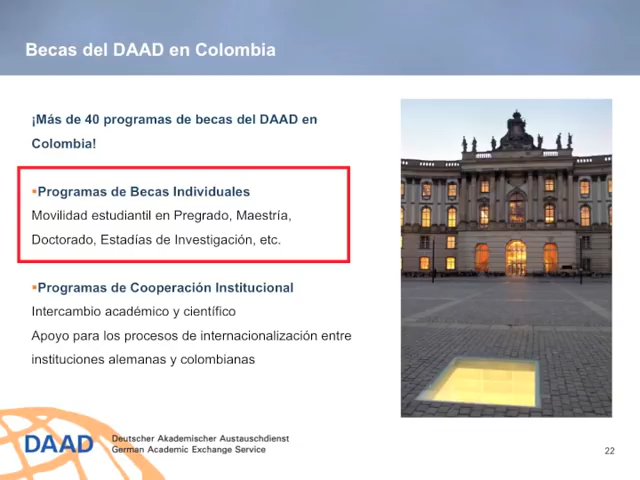 Becas del DAAD en Colombia
¡Más de 40 programas de becas del DAAD en
Colombia!
▪Programas de Becas Individuales
Movilidad estudiantil en Pregrado, Maestría,
Doctorado, Estadías de Investigación, etc.
▪Programas de Cooperación Institucional
Intercambio académico y científico
Apoyo para los procesos de internacionalización entre
instituciones alemanas y colombianas
DAAD
Deutscher Akademischer Austauschdienst
German Academic Exchange Service
22